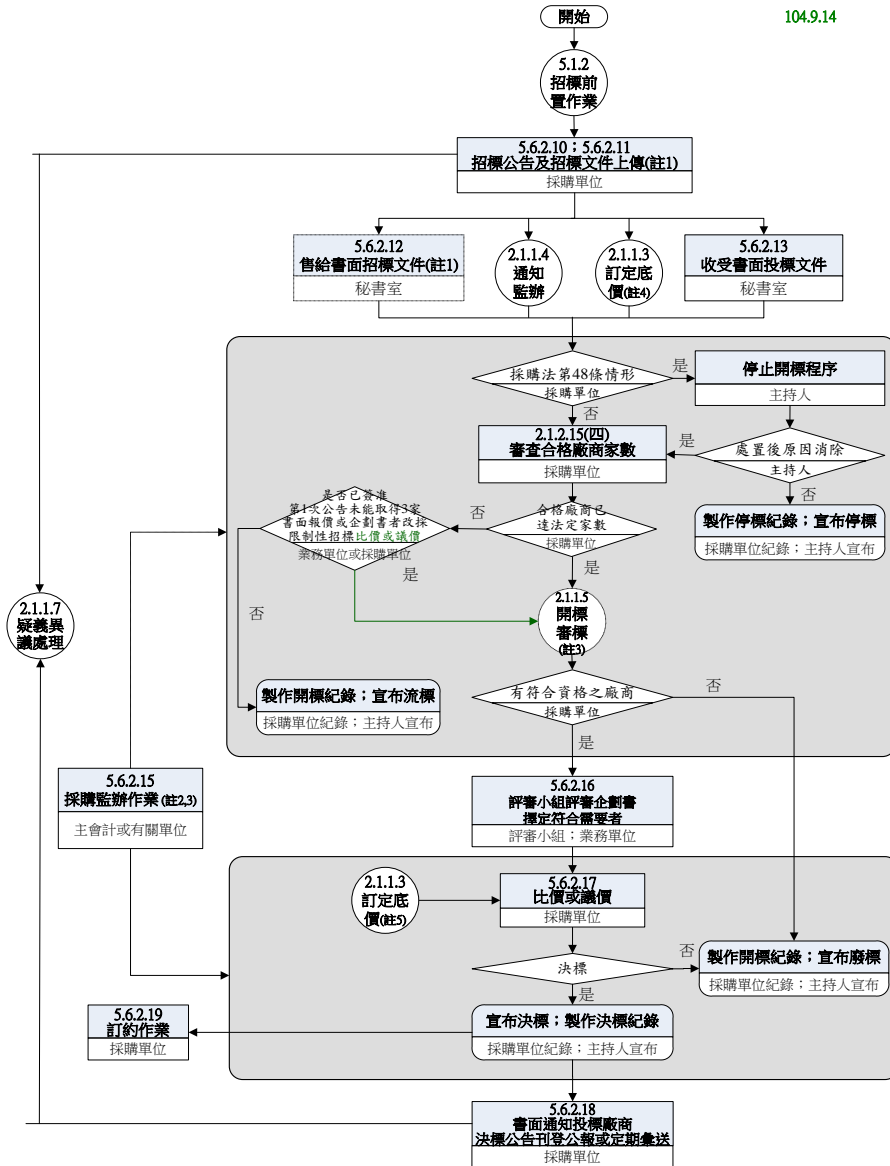 開始
104.9.14
5.1.2
招標前
置作業
5.6.2.10；5.6.2.11
招標公告及招標文件上傳(註1)
採購單位
5.6.2.12
售給書面招標文件(註1)
秘書室
2.1.1.4
通知
監辦
2.1.1.3
訂定底
價(註4)
5.6.2.13
收受書面投標文件
秘書室
採購法第48條情形
採購單位
是
停止開標程序
主持人
否
2.1.2.15(四)
審查合格廠商家數
採購單位
是
處置後原因消除
主持人
否
製作停標紀錄；宣布停標
採購單位紀錄；主持人宣布
是否已簽准
第1次公告未能取得3家
書面報價或企劃書者改採
限制性招標比價或議價
業務單位或採購單位
否
合格廠商已
達法定家數
採購單位
是
是
否
2.1.1.5
開標
審標
(註3)
2.1.1.7
疑義異
議處理
製作開標紀錄；宣布流標
採購單位紀錄；主持人宣布
有符合資格之廠商
採購單位
否
是
5.6.2.15
採購監辦作業(註2,3)
主會計或有關單位
5.6.2.16
評審小組評審企劃書
擇定符合需要者
評審小組；業務單位
2.1.1.3
訂定底
價(註5)
5.6.2.17
比價或議價
採購單位
決標
否
製作開標紀錄；宣布廢標
採購單位紀錄；主持人宣布
是
宣布決標；製作決標紀錄
採購單位紀錄；主持人宣布
5.6.2.19
訂約作業
採購單位
5.6.2.18
書面通知投標廠商
決標公告刊登公報或定期彙送
採購單位